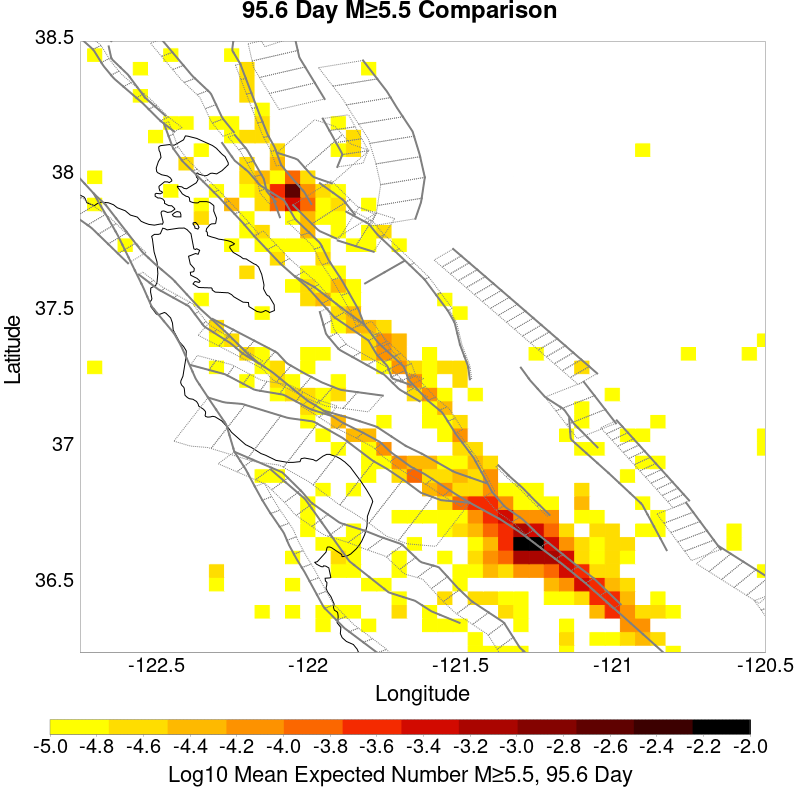 95.6 Day M≥5.5 Comparison
38.5
38
37.5
37
36.5
Latitude
-122.5 -122 -121.5 -121 -120.5
Longitude
-5.0 -4.8 -4.6 -4.4 -4.2 -4.0 -3.8 -3.6 -3.4 -3.2 -3.0 -2.8 -2.6 -2.4 -2.2 -2.0
Log10 Mean Expected Number M≥5.5, 95.6 Day